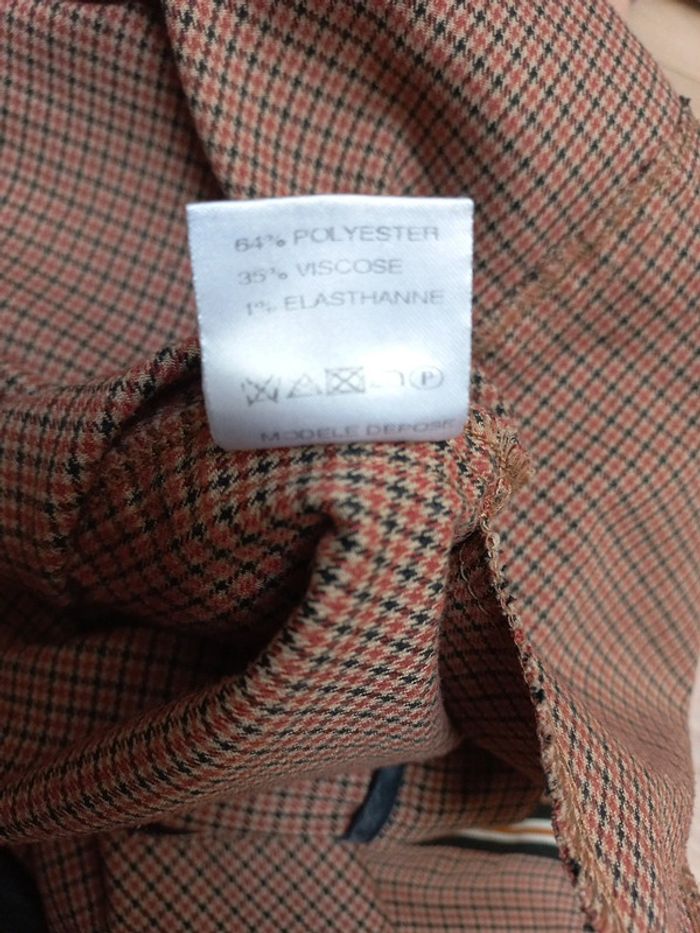 64% POLYESTER
35% VISCOSE
1% ELASTHANNE
P
MODELE DEPOSE